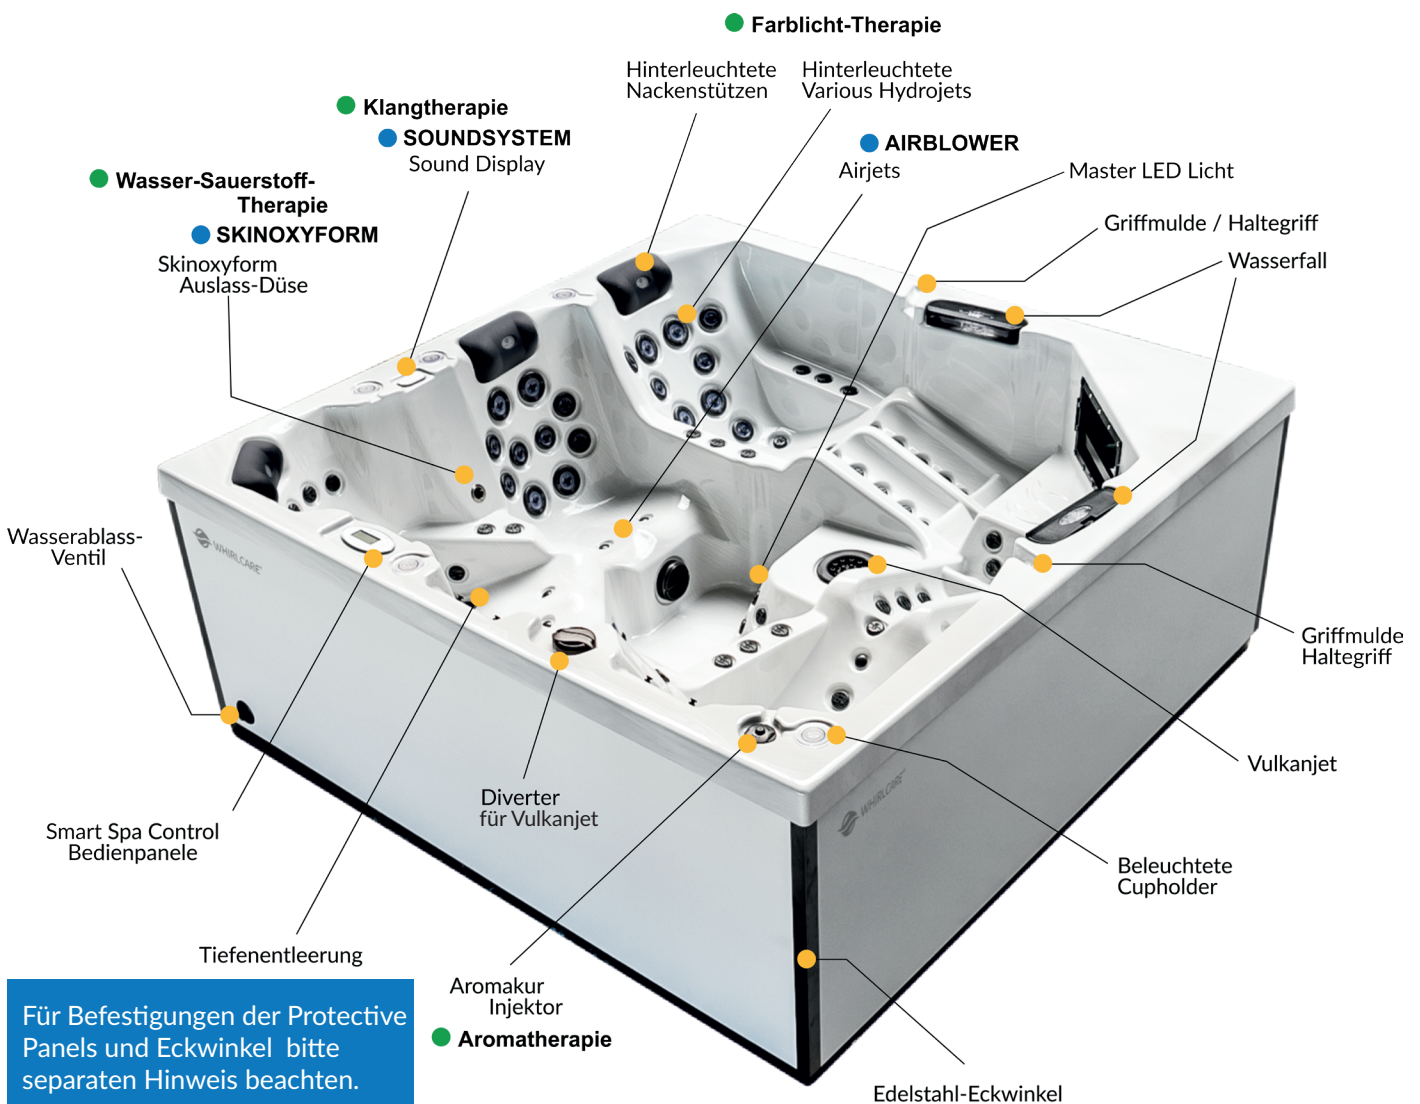 Farblicht-Therapie
Hinterleuchtete
Nackenstützen
Hinterleuchtete
Various Hydrojets
Klangtherapie
SOUNDSYSTEM
Sound Display
AIRBLOWER
Airjets
Master LED Licht
Wasser-Sauerstoff-
Therapie
SKINOXYFORM
Skinoxyform
Auslass-Düse
Griffmulde / Haltegriff
Wasserfall
Wasserablass-
Ventil
WHIRLCARE
Griffmulde
Haltegriff
Vulkanjet
Diverter
für Vulkanjet
WHIRLCARE
Smart Spa Control
Bedienpanele
Beleuchtete
Cupholder
Tiefenentleerung
Aromakur
Injektor
Aromatherapie
Für Befestigungen der Protective
Panels und Eckwinkel bitte
separaten Hinweis beachten.
Edelstahl-Eckwinkel